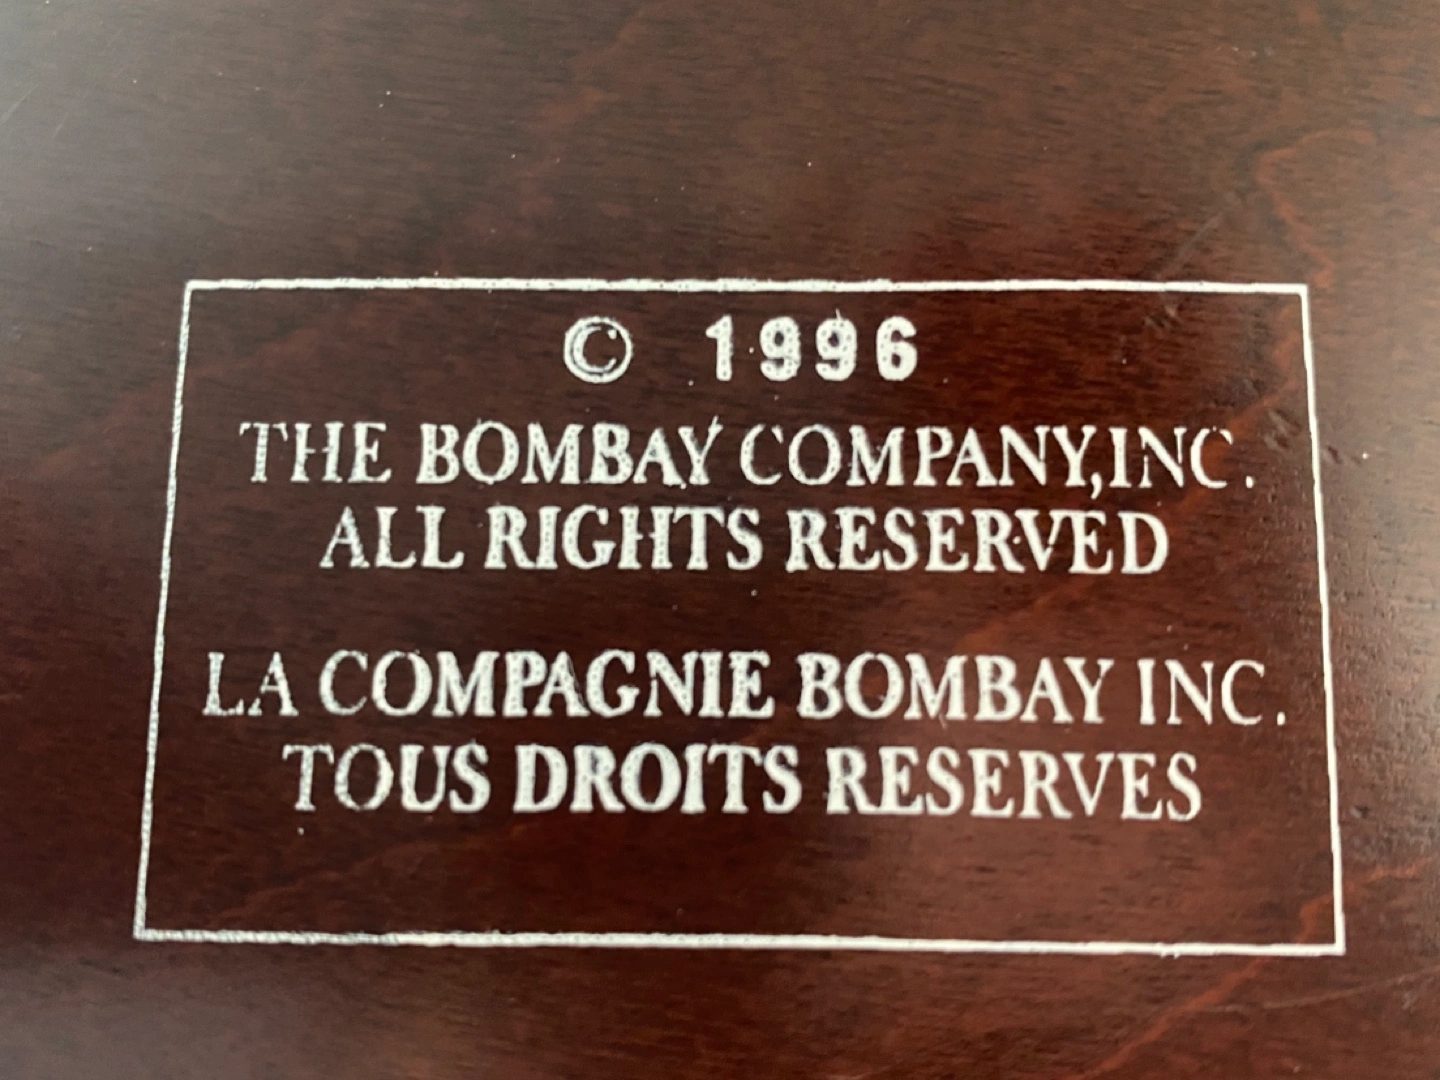 © 1996
THE BOMBAY COMPANY,INC.
ALL RIGHTS RESERVED
LA COMPAGNIE BOMBAY INC.
TOUS DROITS RESERVES